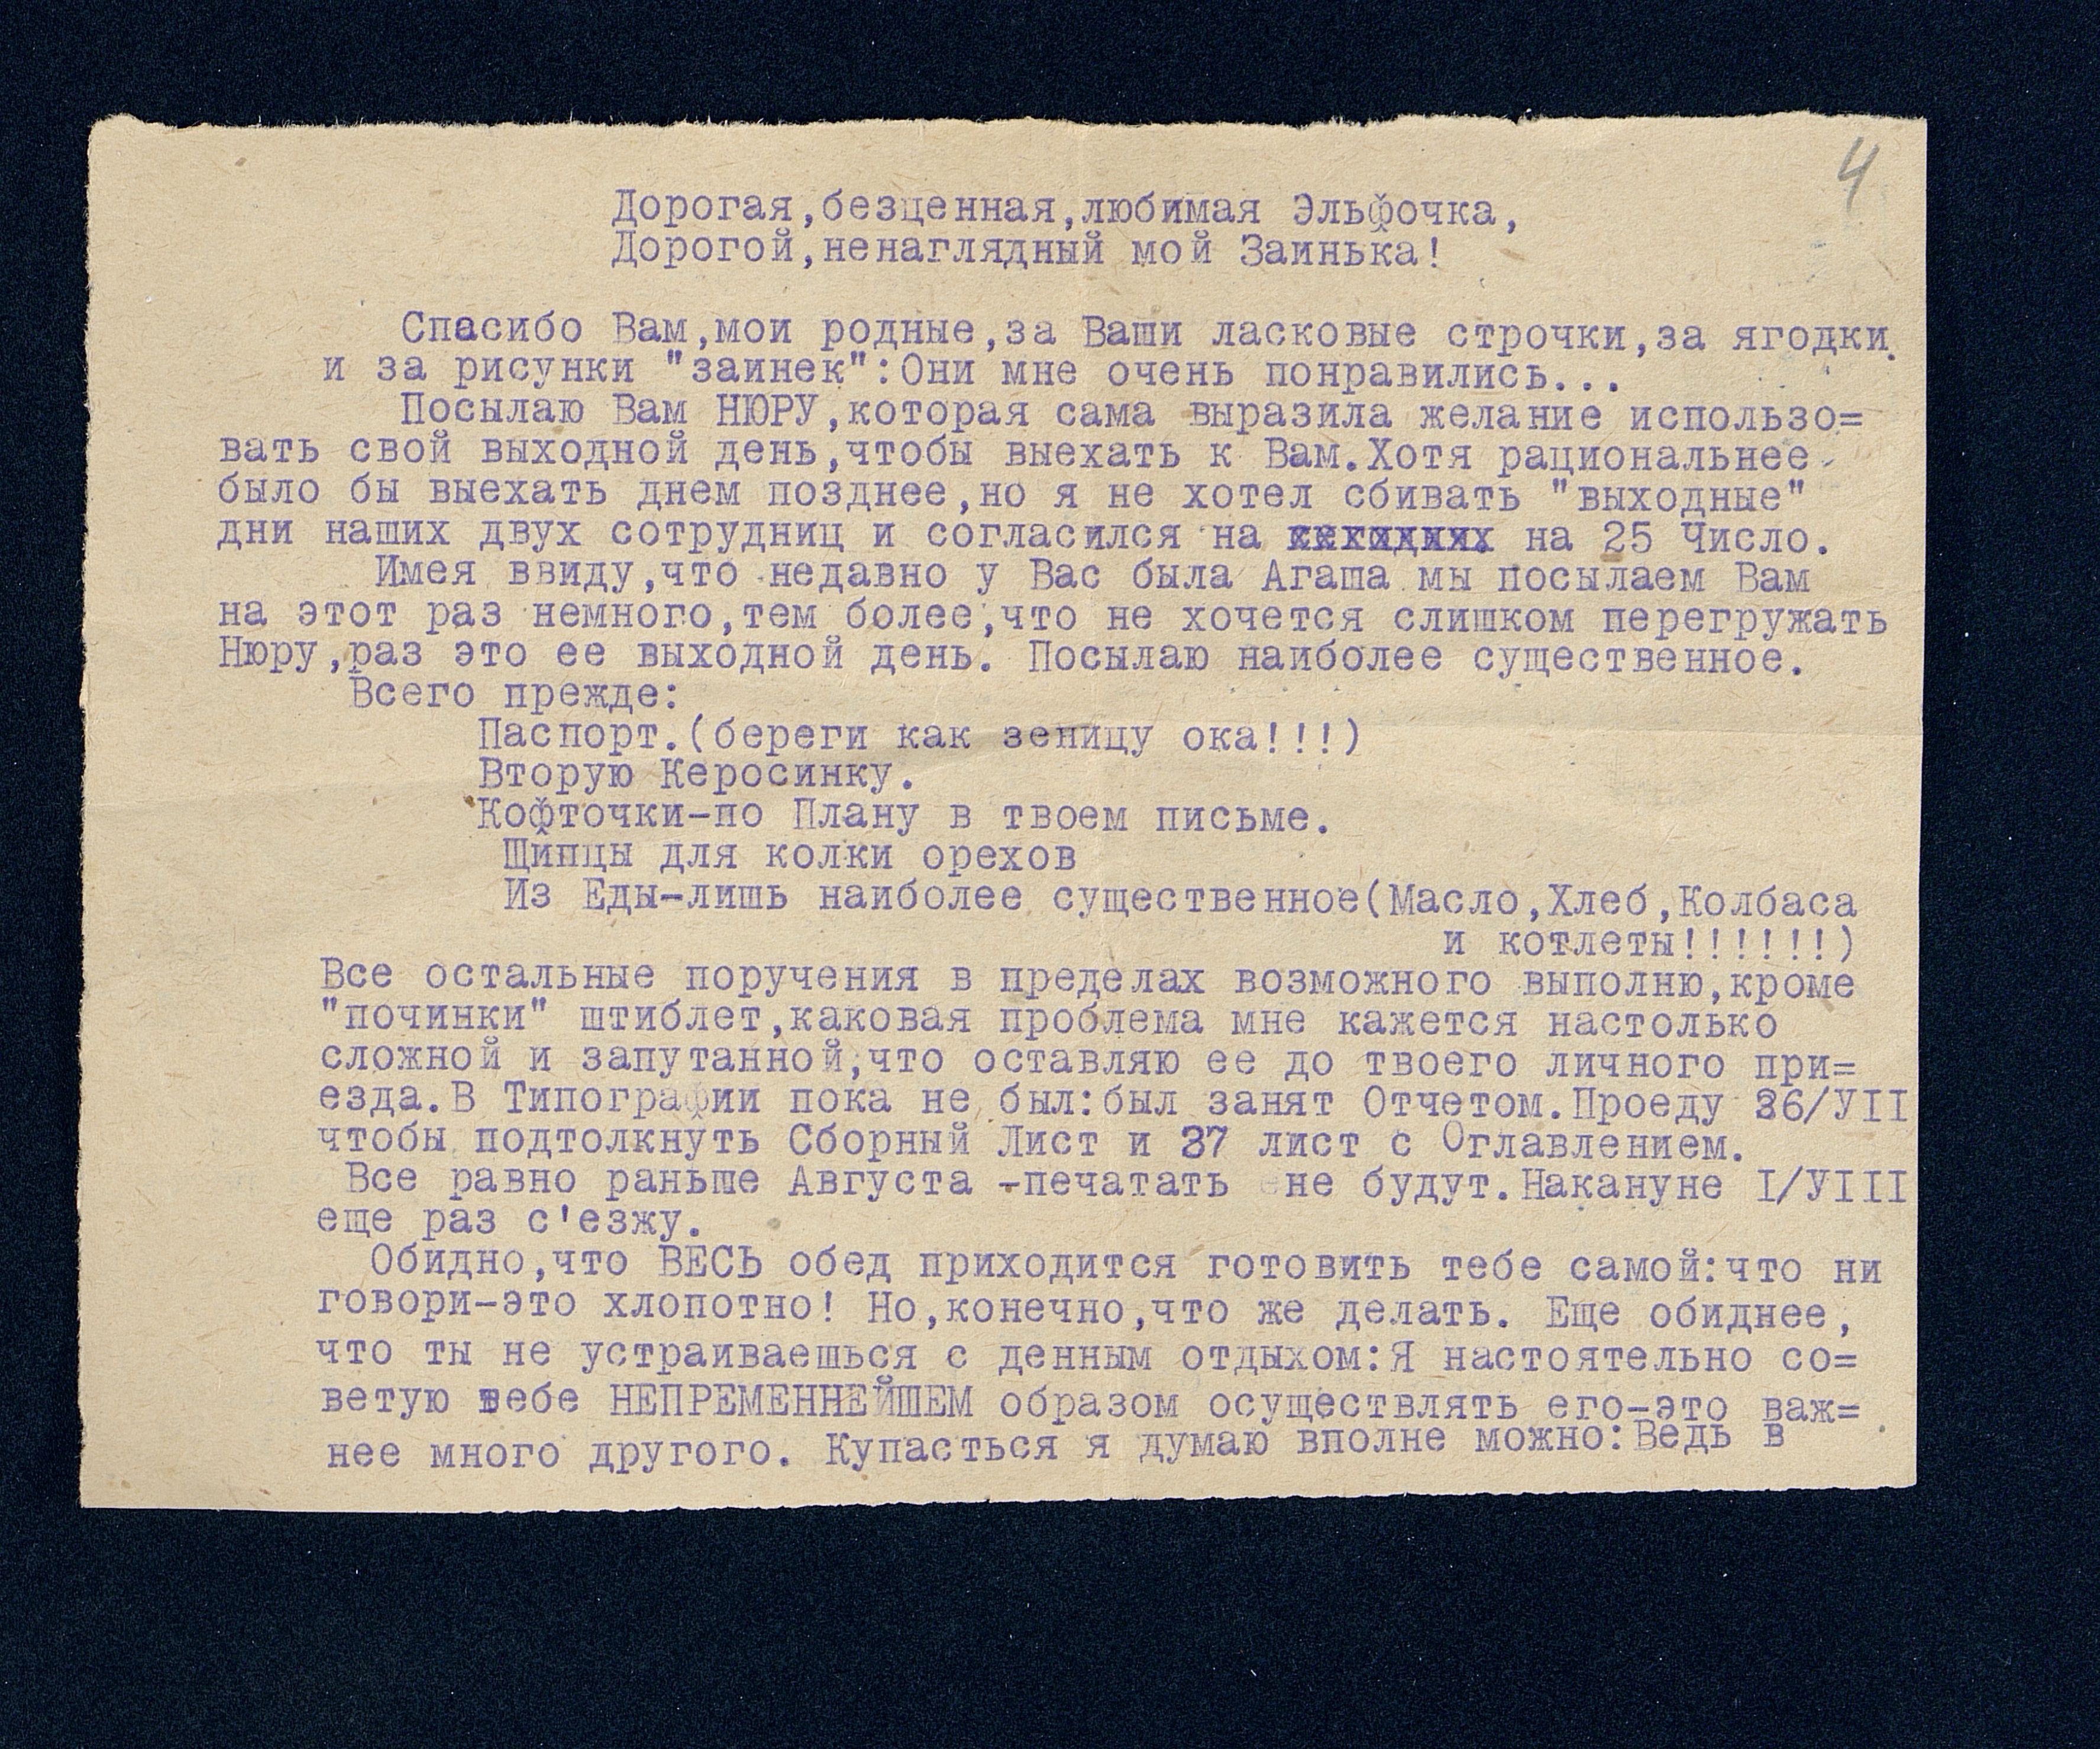 4
Дорогая,безценная,любимая Эльфочка,
Дорогой,ненаглядный мой Заинька!
Спасибо Вам,мои родные,за Ваши ласковые строчки,за ягодки
и за рисунки "заинек":Они мне очень понравились...
Посылаю Вам НЮРУ,которая сама выразила желание использо=
вать свой выходной день,чтобы выехать к Вам.Хотя рациональнее
было бы выехать днем позднее,но я не хотел сбивать "выходные"
дни наших двух сотрудниц и согласился на на 25 Число.
Имея ввиду,что недавно у Вас была Агаша мы посылаем Вам
на этот раз немного,тем более,что не хочется слишком перегружать
Нюру,раз это ее выходной день. Посылаю наиболее существенное.
Всего прежде:
Паспорт.(береги как зеницу ока!!!)
Вторую Керосинку.
Кофточки-по Плану в твоем письме.
Щипцы для колки орехов
Из Еды-лишь наиболее существенное(Масло,Хлеб,Колбаса
и котлеты!!!!!!)
Все остальные поручения в пределах возможного выполню,кроме
"починки" штиблет,каковая проблема мне кажется настолько
сложной и запутанной,что оставляю ее до твоего личного при=
езда.В Типографии пока не был:был занят Отчетом.Проеду /УII
чтобы подтолкнуть Сборный Лист и 37 лист с Оглавлением.
Все равно раньше Августа -печатать не будут.Накануне I/УIII
еще раз с'езжу.
Обидно,что ВЕСЬ обед приходится готовить тебе самой:что ни
говори-это хлопотно! Но,конечно,что же делать. Еще обиднее,
что ты не устраиваешься с денным отдыхом:Я настоятельно со=
ветую тебе НЕПРЕМЕННЕЙШЕМ образом осуществлять его-это важ=
нее много другого. Купасться я думаю вполне можно:Ведь в